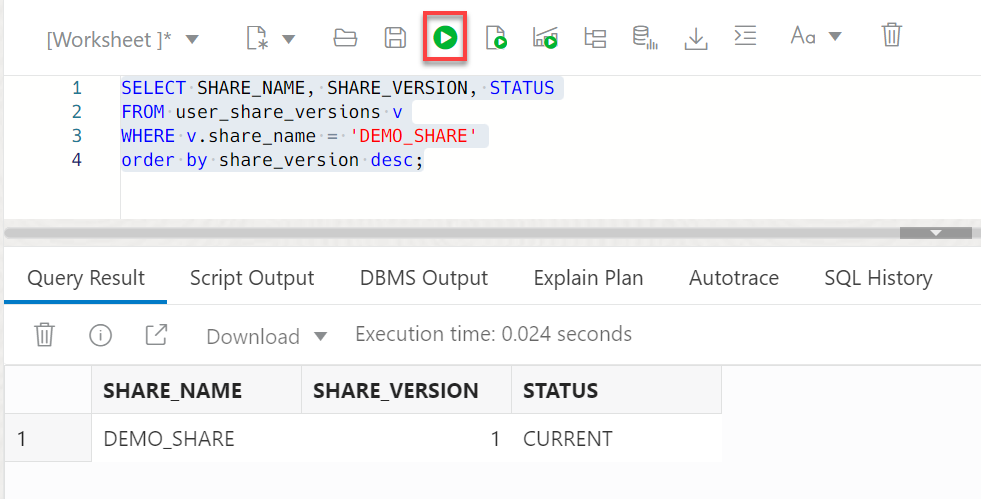 [Worksheet ]* Aa
1 SELECT SHARE_NAME, SHARE_VERSION, STATUS
2 FROM user_share_versions v
3 WHERE v.share_name = 'DEMO_SHARE'
4 order by share_version desc;
Query Result Script Output DBMS Output Explain Plan Autotrace SQL History
Download Execution time: 0.024 seconds
SHARE_NAME SHARE_VERSION STATUS
1 DEMO_SHARE 1 CURRENT